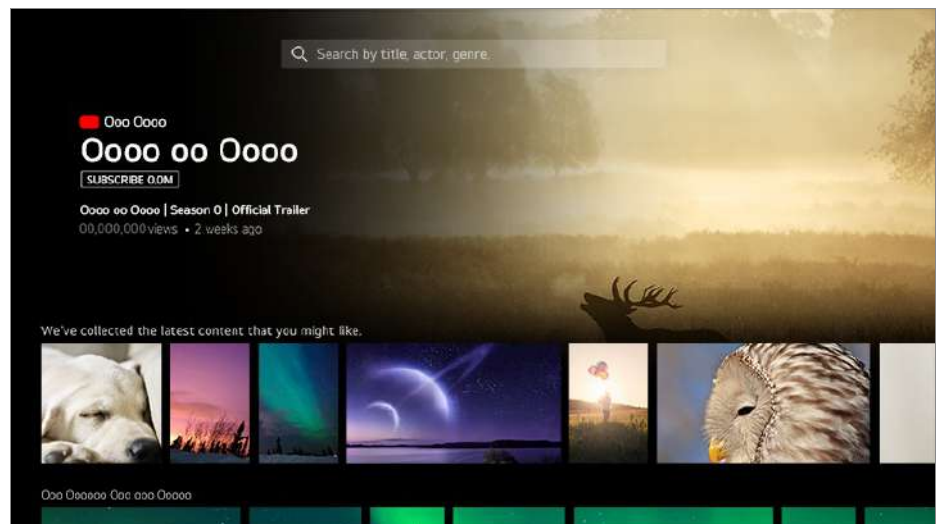 Search by title, actor, genre.
Ooo Oooo
Oooo oo Oooo
SUBSCRIBE 0.0M
Oooo oo Oooo | Season 0 | Official Trailer
00,000,000 views • 2 weeks ago
We've collected the latest content that you might like.
Ooo Oooooo Ooo ooo Ooooo